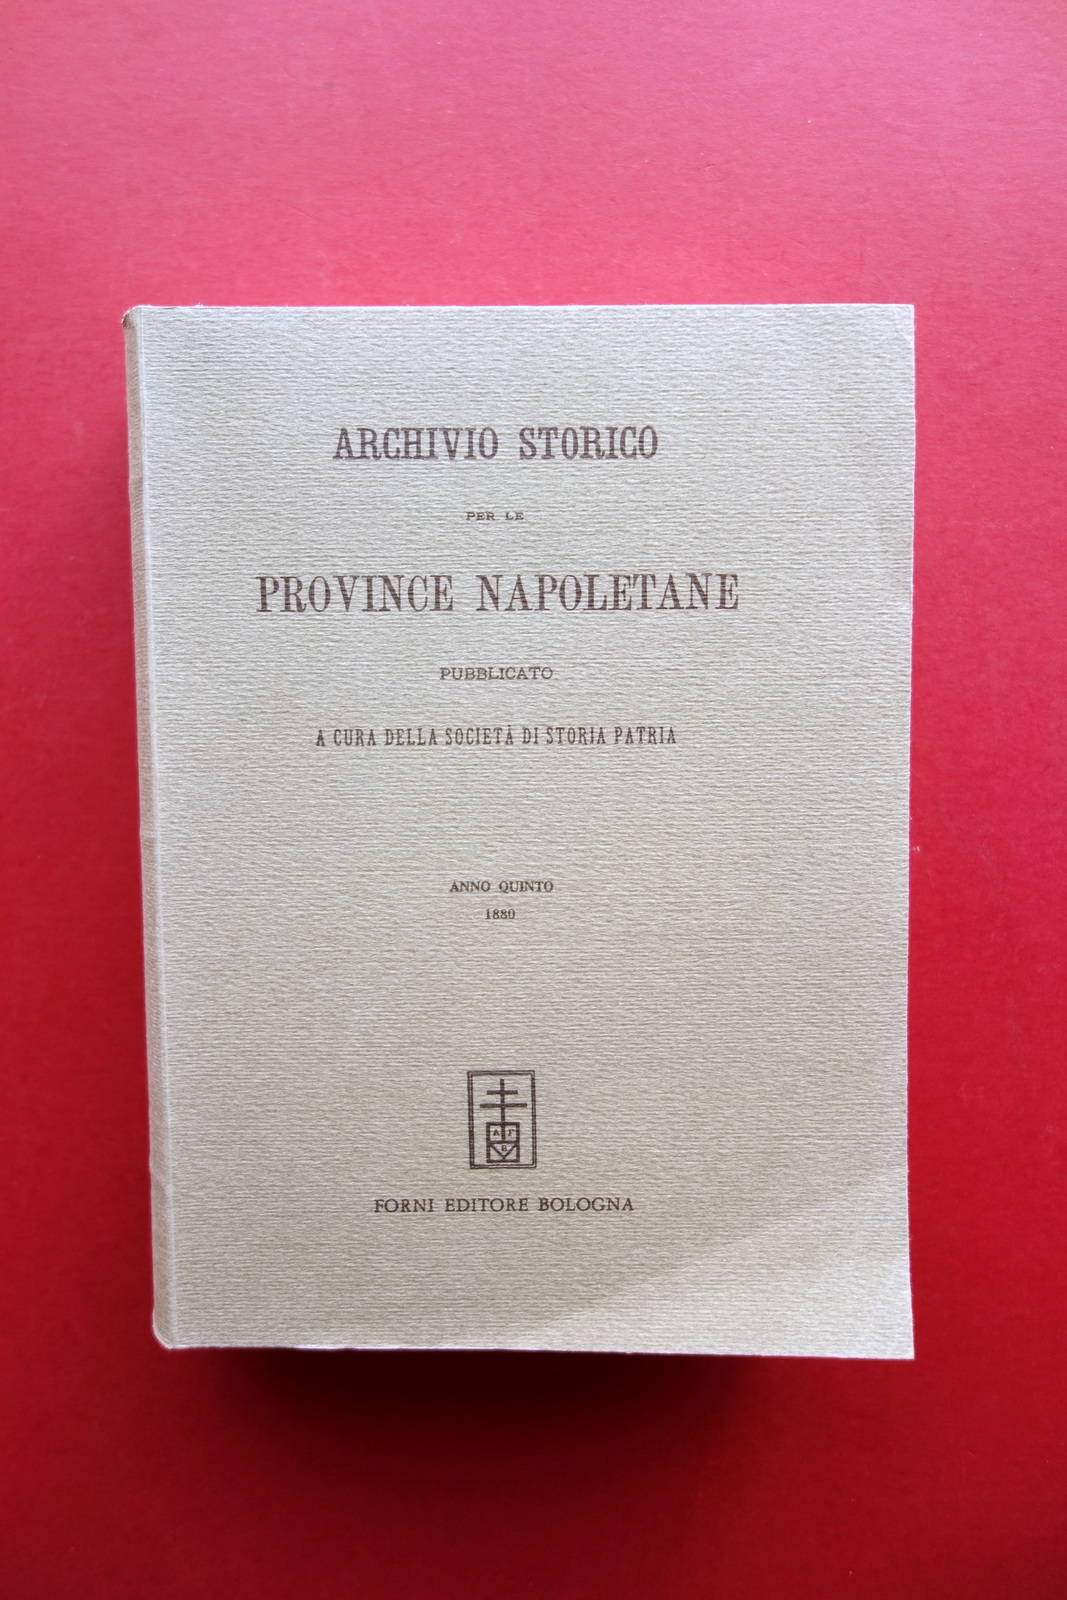 ARCHIVIO STORICO
PER LE
PROVINCE NAPOLETANE
PUBBLICATO
A CURA DELLA SOCIETÀ DI STORIA PATRIA
ANNO QUINTO
1880
A F
B
FORNI EDITORE BOLOGNA